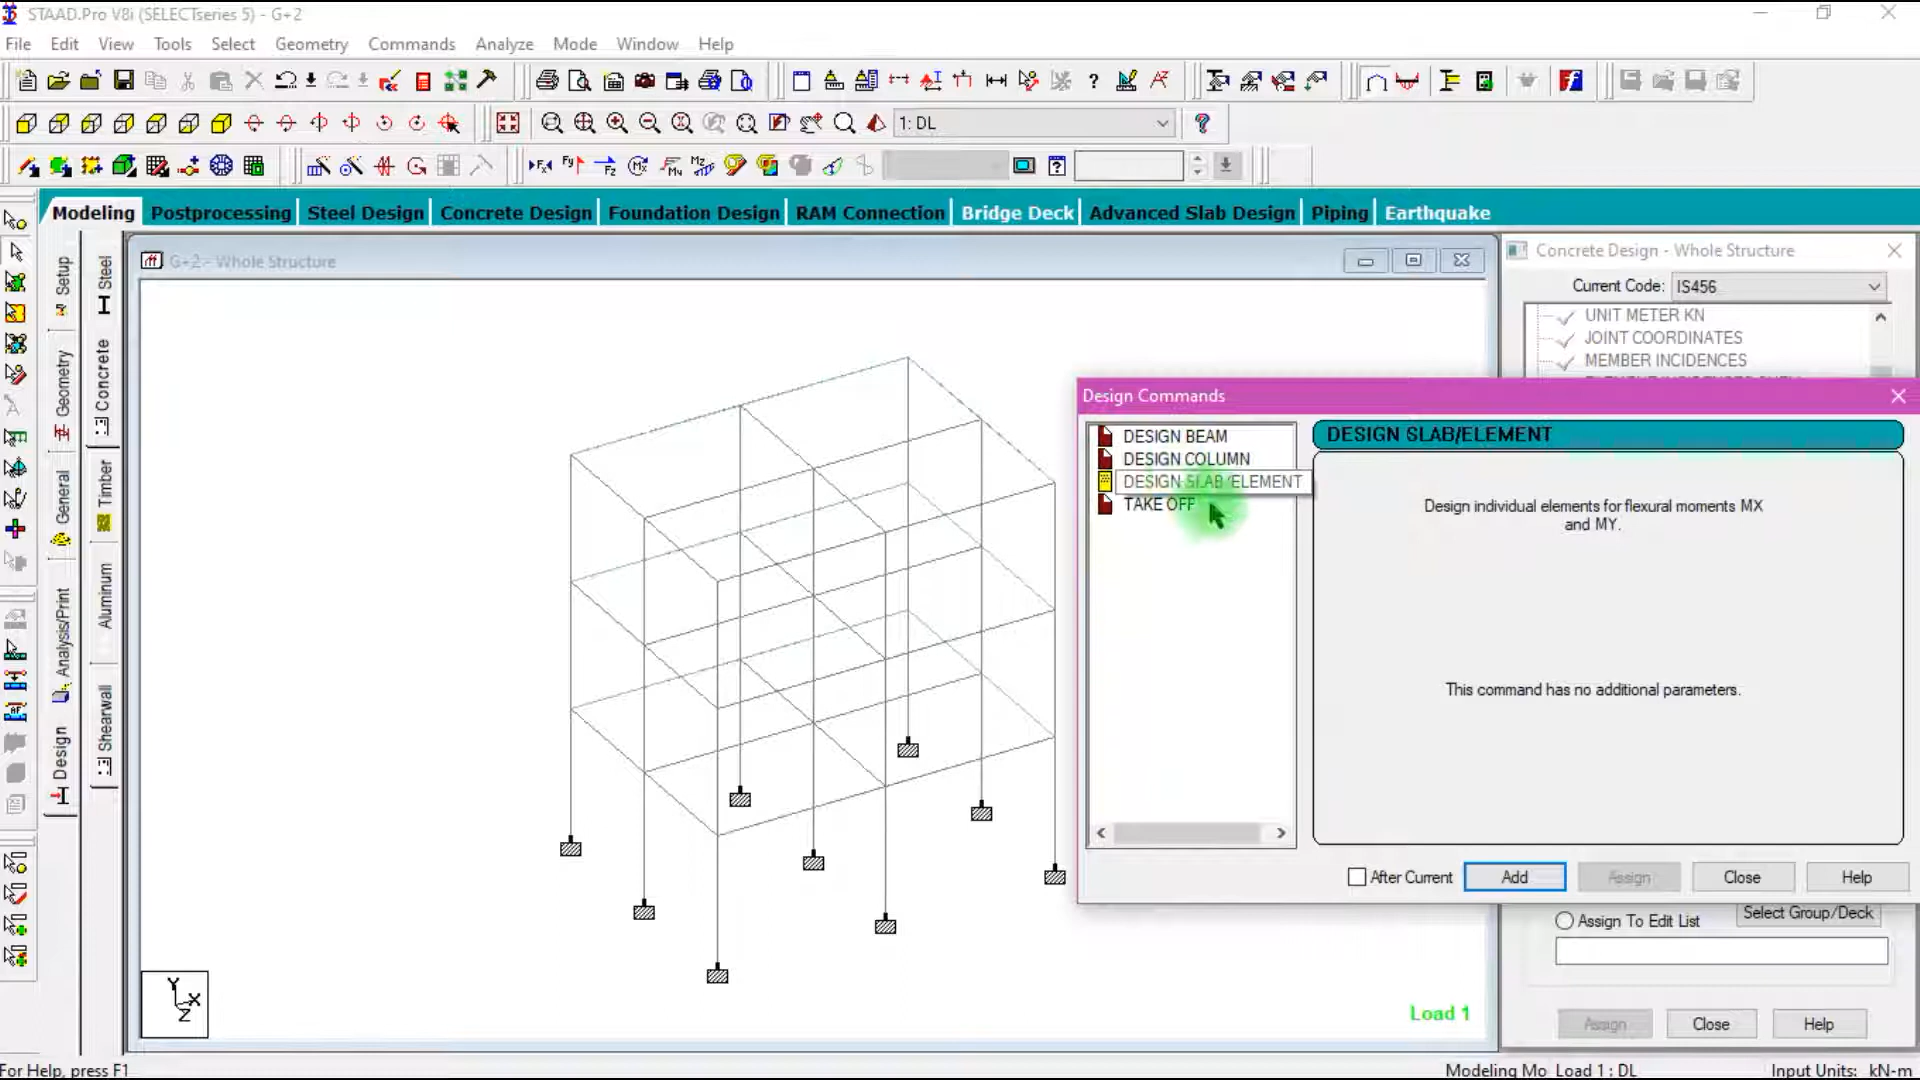 STAAD.Pro V8i (SELECTseries 5) - G+2
File Edit View Tools Select Geometry Commands Analyze Mode Window Help
1: DL
Modeling Postprocessing Steel Design Concrete Design Foundation Design RAM Connection Bridge Deck Advanced Slab Design Piping Earthquake
Setup
Geometry
General
Analysis/Print
Design
Steel
Concrete
Timber
Aluminum
Shearwall
G+2 - Whole Structure
Concrete Design - Whole Structure
Current Code: IS456
UNIT METER KN
JOINT COORDINATES
MEMBER INCIDENCES
Design Commands
DESIGN BEAM
DESIGN COLUMN
DESIGN SLAB/ELEMENT
TAKE OFF
DESIGN SLAB/ELEMENT
Design individual elements for flexural moments MX
and MY.
This command has no additional parameters.
After Current Add Assign Close Help
Assign To Edit List Select Group/Deck
Assign Close Help
Y
X
Z
Load 1
For Help, press F1
Modeling Mo Load 1 : DL Input Units: kN-m